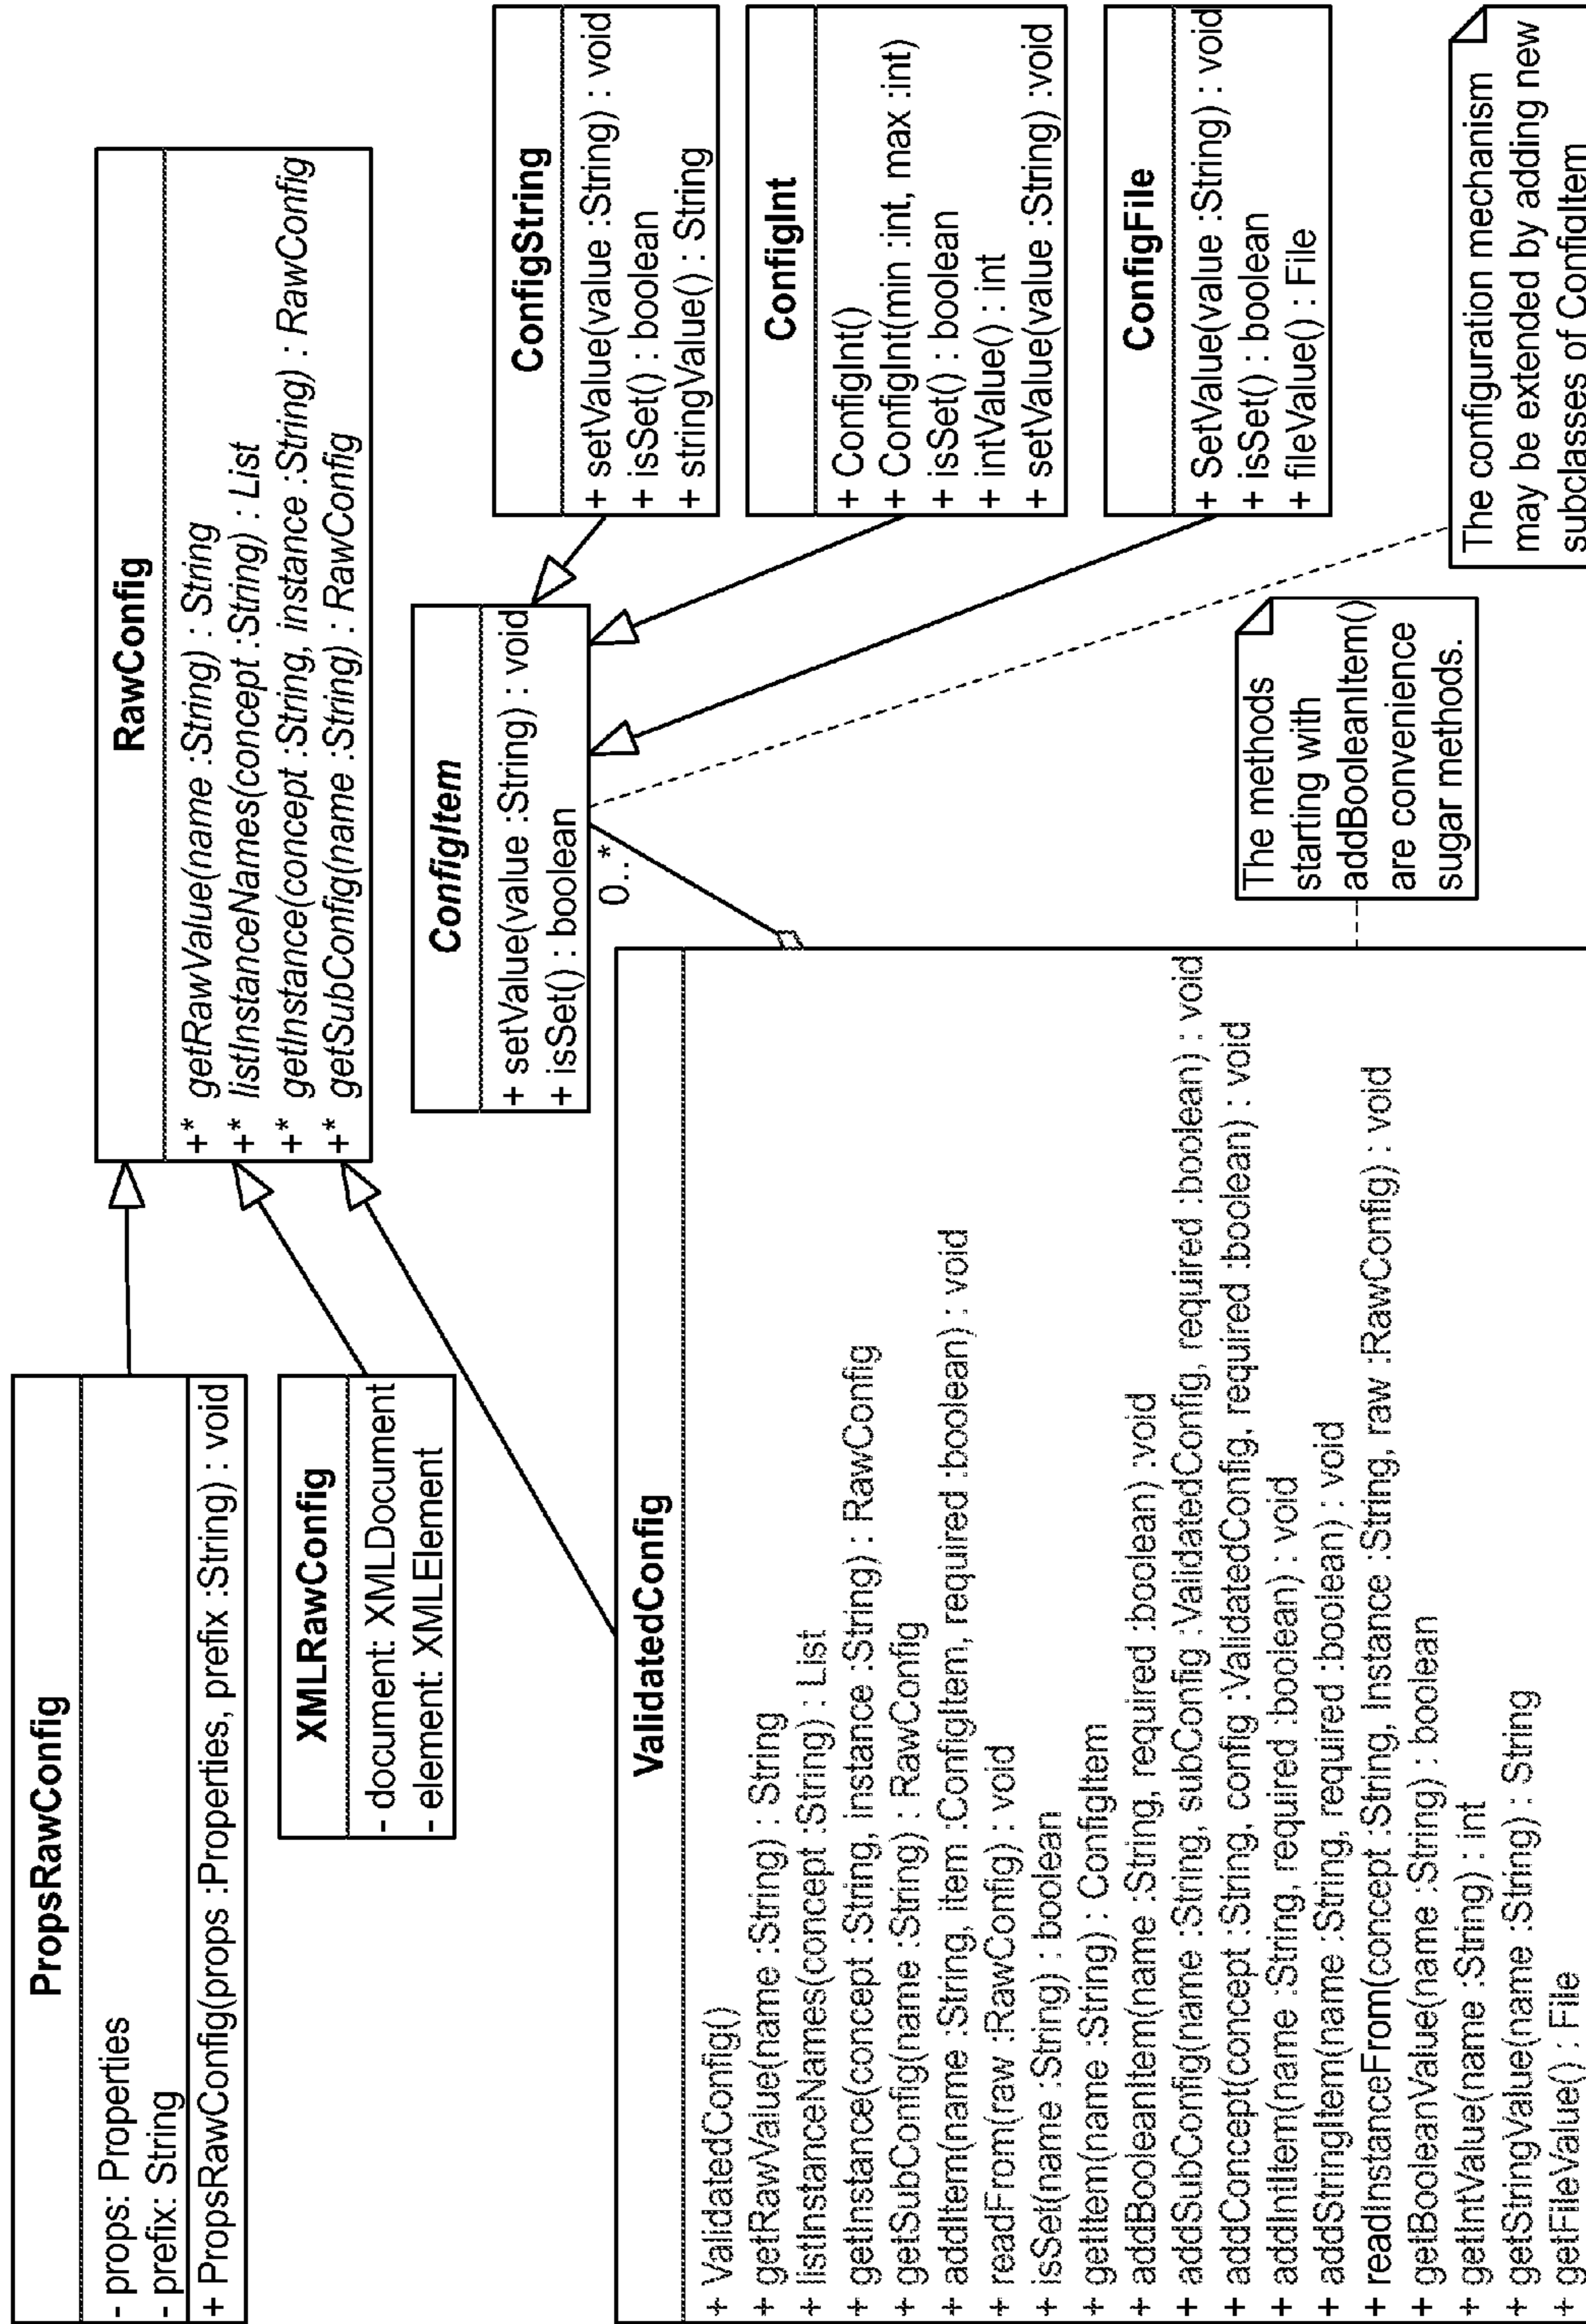 PropsRawConfig
- props: Properties
- prefix: String
+ PropsRawConfig(props :Properties, prefix :String) : void
RawConfig
+* getRawValue(name :String) : String
+* listInstanceNames(concept :String) : List
+* getInstance(concept :String, instance :String) : RawConfig
+* getSubConfig(name :String) : RawConfig
XMLRawConfig
- document: XMLDocument
- element: XMLElement
ConfigItem
+ setValue(value :String) : void
+ isSet() : boolean
0..*
ConfigString
+ setValue(value :String) : void
+ isSet() : boolean
+ stringValue() : String
ConfigInt
+ ConfigInt()
+ ConfigInt(min :int, max :int)
+ isSet() : boolean
+ intValue() : int
+ setValue(value :String) :void
ConfigFile
+ SetValue(value :String) : void
+ isSet() : boolean
+ fileValue() : File
ValidatedConfig
+ ValidatedConfig()
+ getRawValue(name :String) : String
+ listInstanceNames(concept :String) : List
+ getInstance(concept :String, instance :String) : RawConfig
+ getSubConfig(name :String) : RawConfig
+ addItem(name :String, item :ConfigItem, required :boolean) : void
+ readFrom(raw :RawConfig) : void
+ isSet(name :String) : boolean
+ getItem(name :String) : ConfigItem
+ addBooleanItem(name :String, required :boolean) :void
+ addSubConfig(name :String, subConfig :ValidatedConfig, required :boolean) : void
+ addConcept(concept :String, config :ValidatedConfig, required :boolean) : void
+ addIntItem(name :String, required :boolean) : void
+ addStringItem(name :String, required :boolean) : void
+ readInstanceFrom(concept :String, Instance :String, raw :RawConfig) : void
+ getBooleanValue(name :String) : boolean
+ getIntValue(name :String) : int
+ getStringValue(name :String) : String
+ getFileValue() : File
The methods
starting with
addBooleanItem()
are convenience
sugar methods.
The configuration mechanism
may be extended by adding new
subclasses of ConfigItem